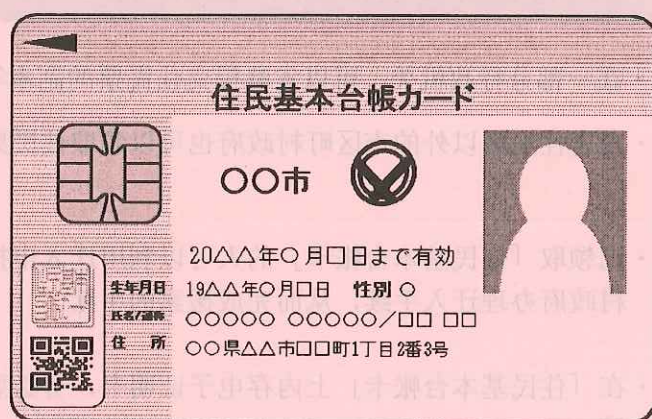 住民基本台帳カード
○○市
20△△年○月□日まで有効
生年月日 19△△年○月□日 性別 ○
氏名/通称 ○○○○○ ○○○○○/□□ □□
住所 ○○県△△市□□町1丁目2番3号